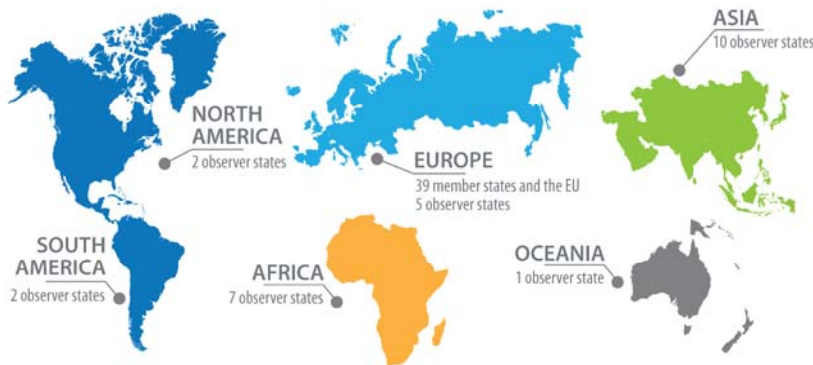 NORTH
AMERICA
2 observer states
EUROPE
39 member states and the EU
5 observer states
ASIA
10 observer states
SOUTH
AMERICA
2 observer states
AFRICA
7 observer states
OCEANIA
1 observer state